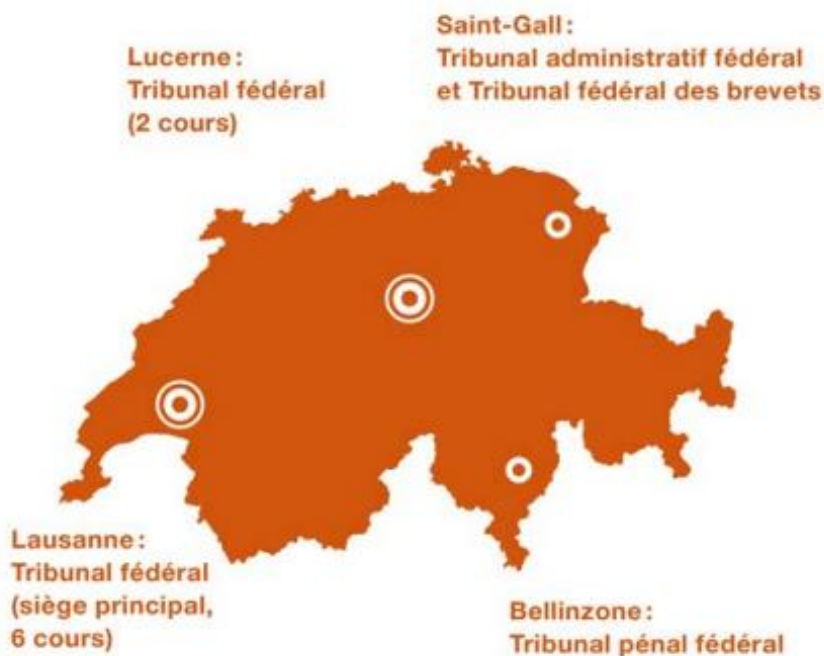 Lucerne :
Tribunal fédéral
(2 cours)
Saint-Gall :
Tribunal administratif fédéral
et Tribunal fédéral des brevets
Lausanne :
Tribunal fédéral
(siège principal,
6 cours)
Bellinzone :
Tribunal pénal fédéral